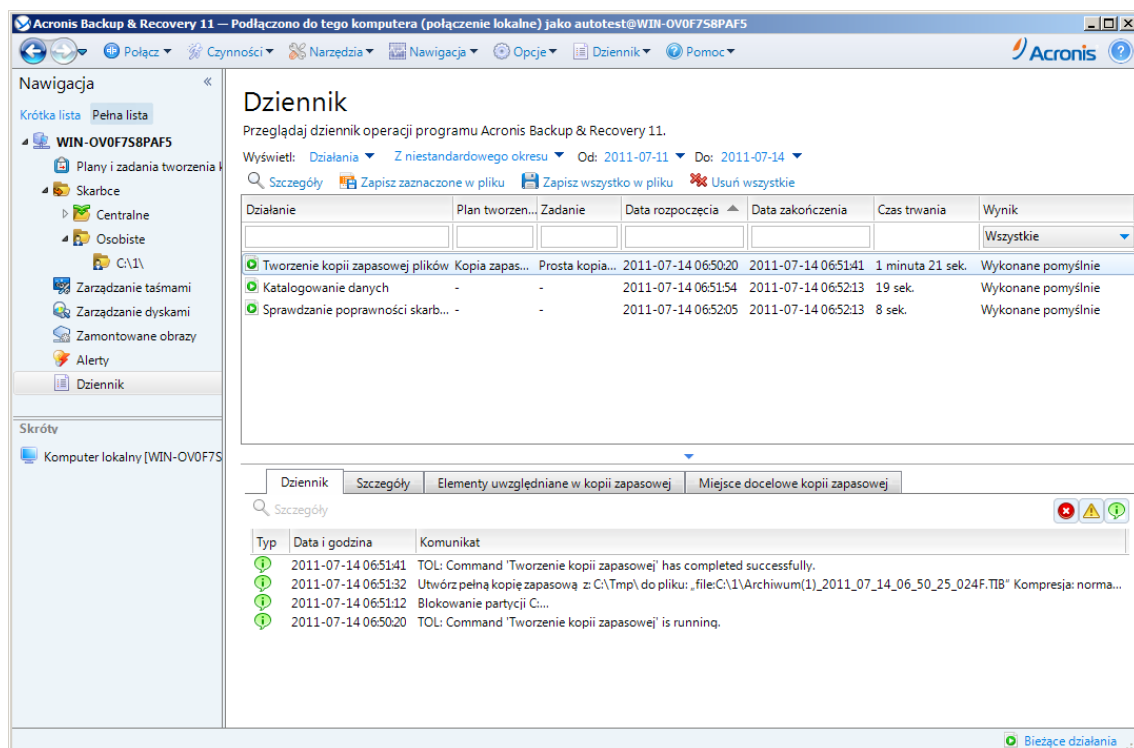 Acronis Backup & Recovery 11 — Podłączono do tego komputera (połączenie lokalne) jako autotest@WIN-OV0F7S8PAF5
Połącz Czynności Narzędzia Nawigacja Opcje Dziennik Pomoc Acronis
Nawigacja
Krótka lista Pełna lista
WIN-OV0F7S8PAF5
Plany i zadania tworzenia k
Skarbce
Centralne
Osobiste
C:\1\
Zarządzanie taśmami
Zarządzanie dyskami
Zamontowane obrazy
Alerty
Dziennik
Skróty
Komputer lokalny [WIN-OV0F7S
Dziennik
Przeglądaj dziennik operacji programu Acronis Backup & Recovery 11.
Wyświetl: Działania Z niestandardowego okresu Od: 2011-07-11 Do: 2011-07-14
Szczegóły Zapisz zaznaczone w pliku Zapisz wszystko w pliku Usuń wszystkie
Działanie Plan tworzen... Zadanie Data rozpoczęcia Data zakończenia Czas trwania Wynik
Wszystkie
Tworzenie kopii zapasowej plików Kopia zapas... Prosta kopia... 2011-07-14 06:50:20 2011-07-14 06:51:41 1 minuta 21 sek. Wykonane pomyślnie
Katalogowanie danych - - 2011-07-14 06:51:54 2011-07-14 06:52:13 19 sek. Wykonane pomyślnie
Sprawdzanie poprawności skarb... - - 2011-07-14 06:52:05 2011-07-14 06:52:13 8 sek. Wykonane pomyślnie
Dziennik Szczegóły Elementy uwzględniane w kopii zapasowej Miejsce docelowe kopii zapasowej
Szczegóły
Typ Data i godzina Komunikat
2011-07-14 06:51:41 TOL: Command 'Tworzenie kopii zapasowej' has completed successfully.
2011-07-14 06:51:32 Utwórz pełną kopię zapasową z: C:\Tmp\ do pliku: „file:C:\1\Archiwum(1)_2011_07_14_06_50_25_024F.TIB” Kompresja: norma...
2011-07-14 06:51:12 Blokowanie partycji C:...
2011-07-14 06:50:20 TOL: Command 'Tworzenie kopii zapasowej' is running.
Bieżące działania